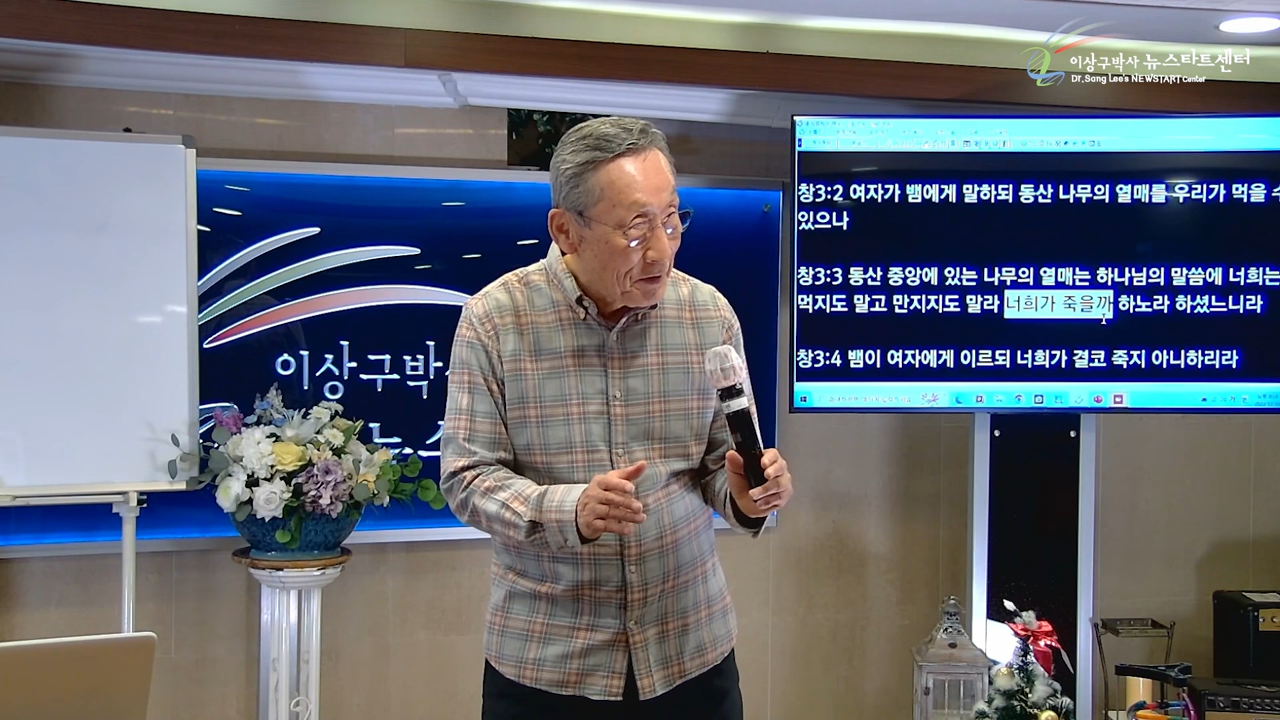 이상구박사 뉴스타트센터
Dr. Sang Lee's NEWSTART Center
창3:2 여자가 뱀에게 말하되 동산 나무의 열매를 우리가 먹을 수
있으나
창3:3 동산 중앙에 있는 나무의 열매는 하나님의 말씀에 너희는
먹지도 말고 만지지도 말라 너희가 죽을까 하노라 하셨느니라
창3:4 뱀이 여자에게 이르되 너희가 결코 죽지 아니하리라
이상구박
뉴스